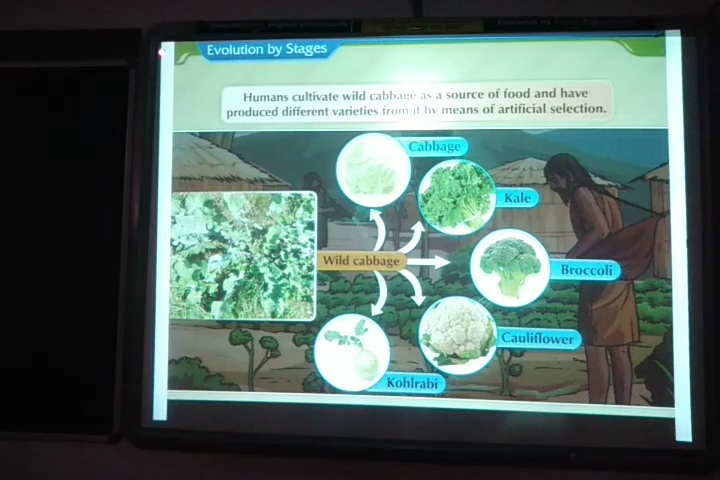 Evolution by Stages
Humans cultivate wild cabbage as a source of food and have
produced different varieties from it by means of artificial selection.
Cabbage
Kale
Wild cabbage
Broccoli
Cauliflower
Kohlrabi